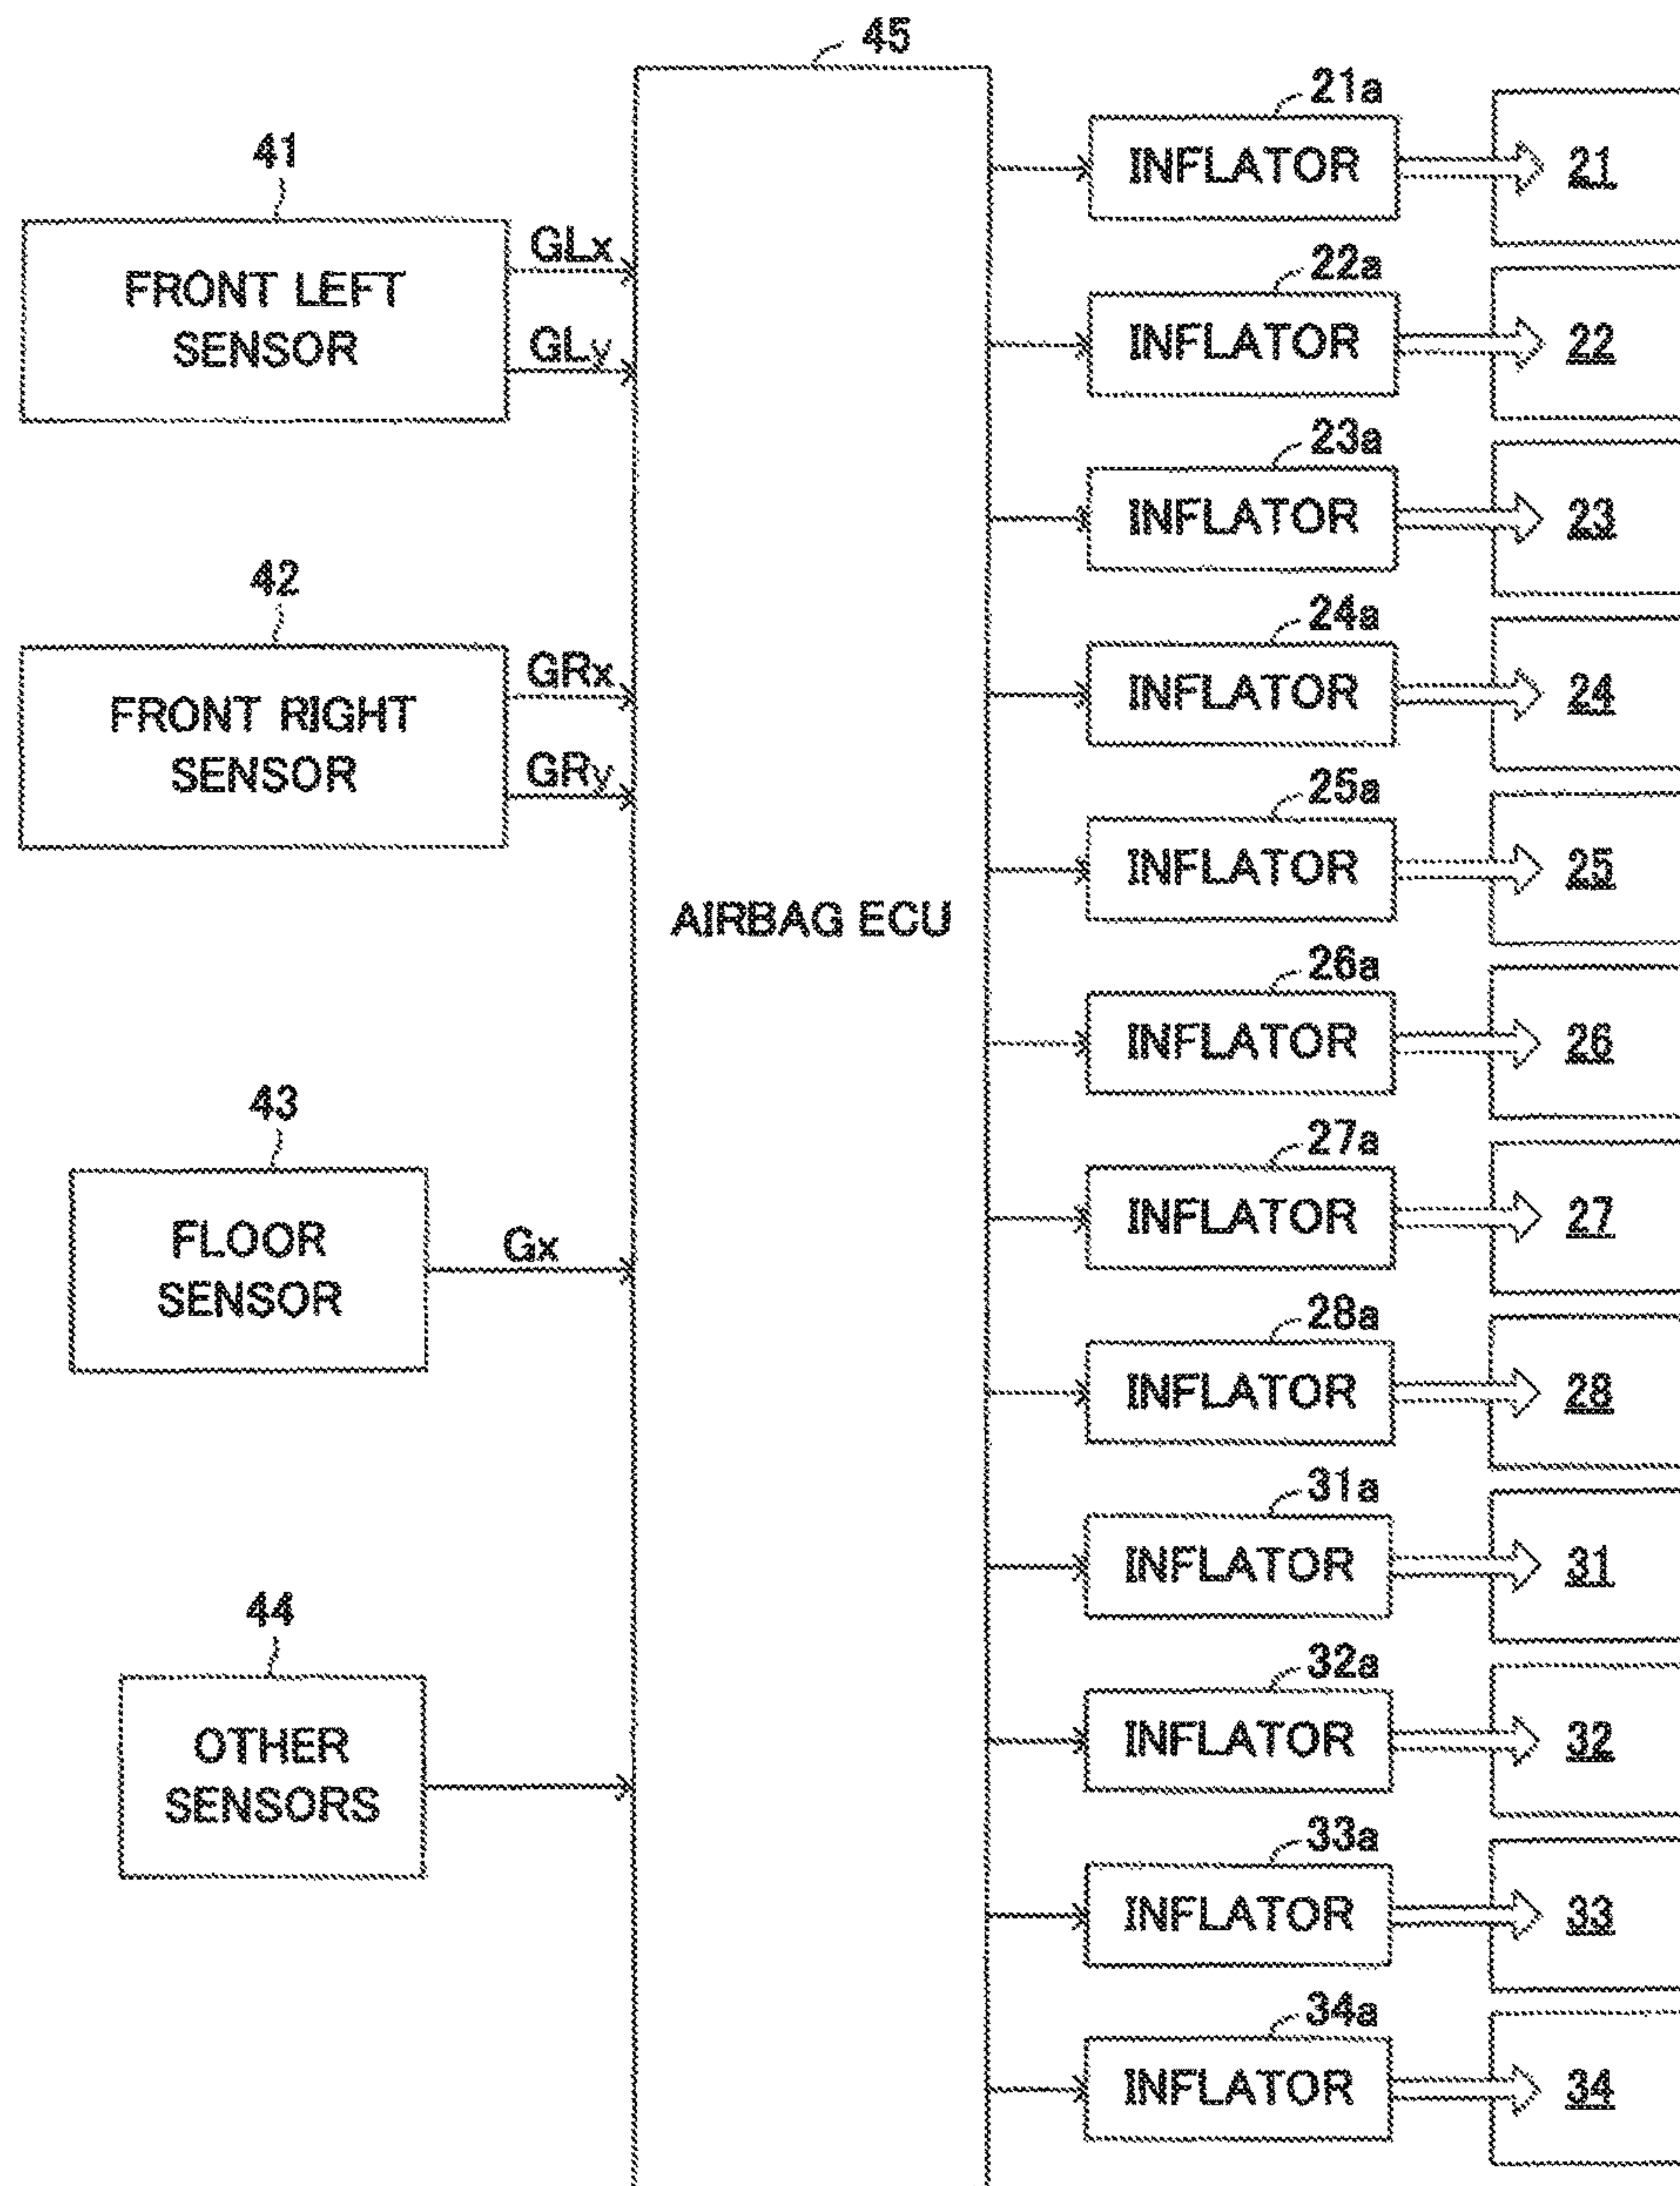 45
41
FRONT LEFT
SENSOR
GLx
GLy
42
FRONT RIGHT
SENSOR
GRx
GRy
43
FLOOR
SENSOR
Gx
44
OTHER
SENSORS
AIRBAG ECU
21a
INFLATOR
21
22a
INFLATOR
22
23a
INFLATOR
23
24a
INFLATOR
24
25a
INFLATOR
25
26a
INFLATOR
26
27a
INFLATOR
27
28a
INFLATOR
28
31a
INFLATOR
31
32a
INFLATOR
32
33a
INFLATOR
33
34a
INFLATOR
34